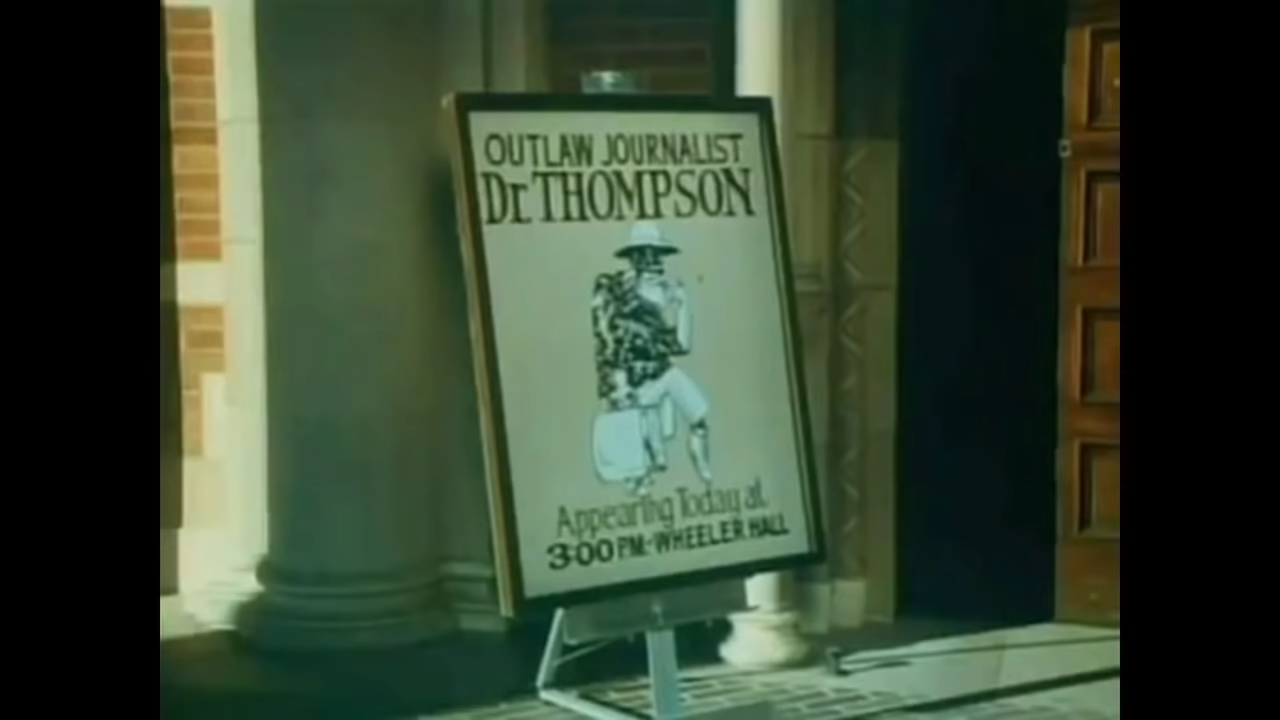 OUTLAW JOURNALIST
Dr. THOMPSON
Appearing Today at
3:00 PM-WHEELER HALL